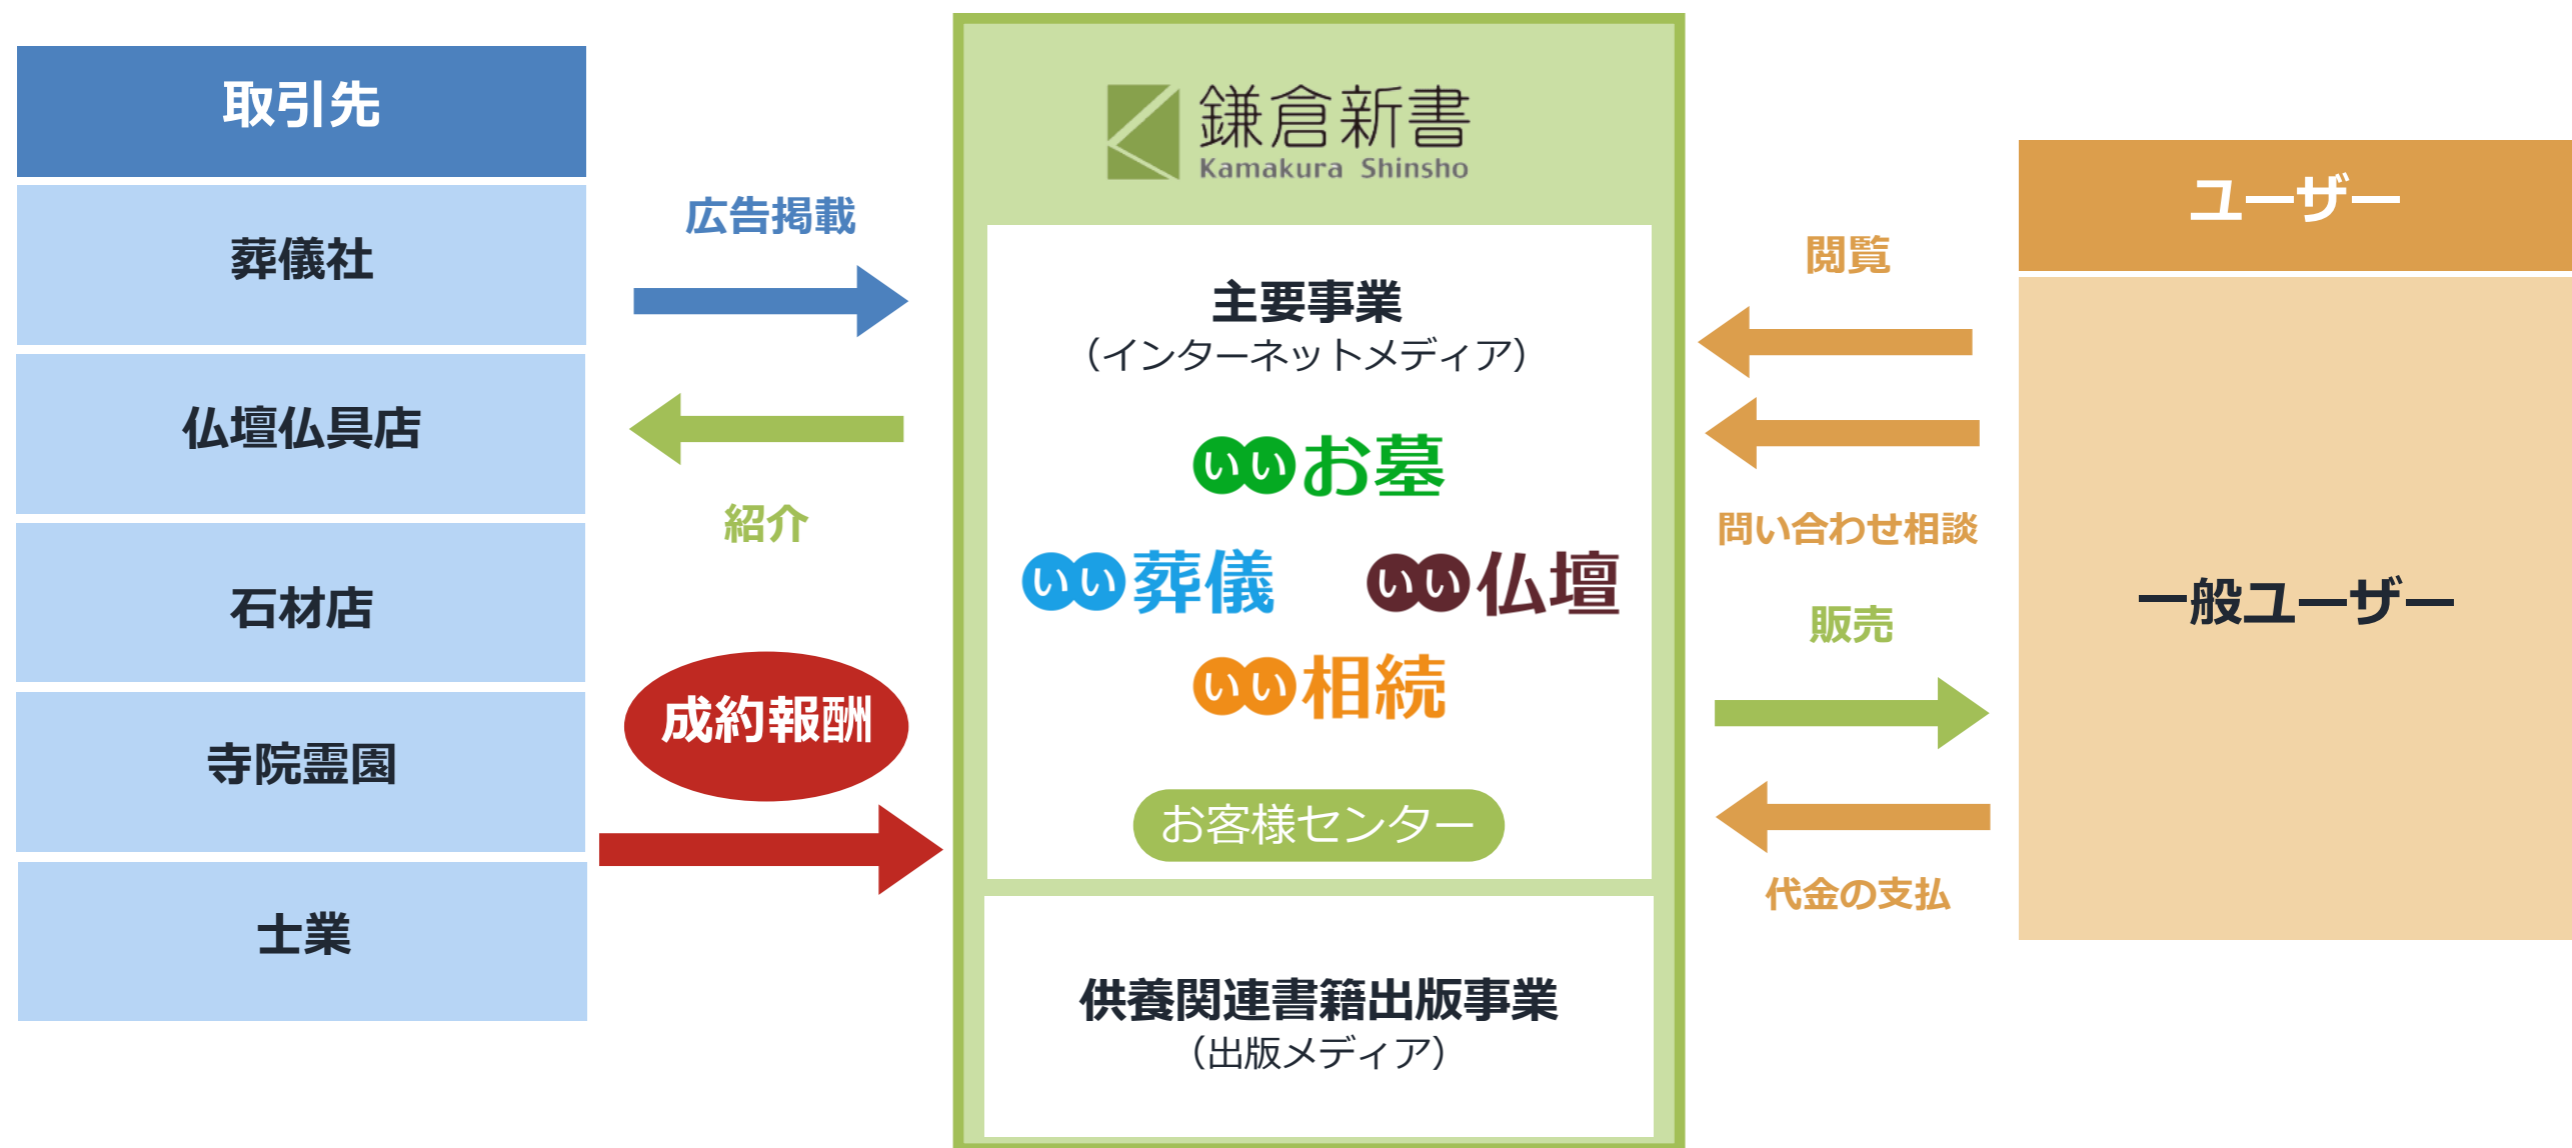 取引先
葬儀社
仏壇仏具店
石材店
寺院霊園
士業
広告掲載
紹介
成約報酬
鎌倉新書
Kamakura Shinsho
主要事業
（インターネットメディア）
いいお墓
いい葬儀
いい仏壇
いい相続
お客様センター
供養関連書籍出版事業
（出版メディア）
閲覧
問い合わせ相談
販売
代金の支払
ユーザー
一般ユーザー